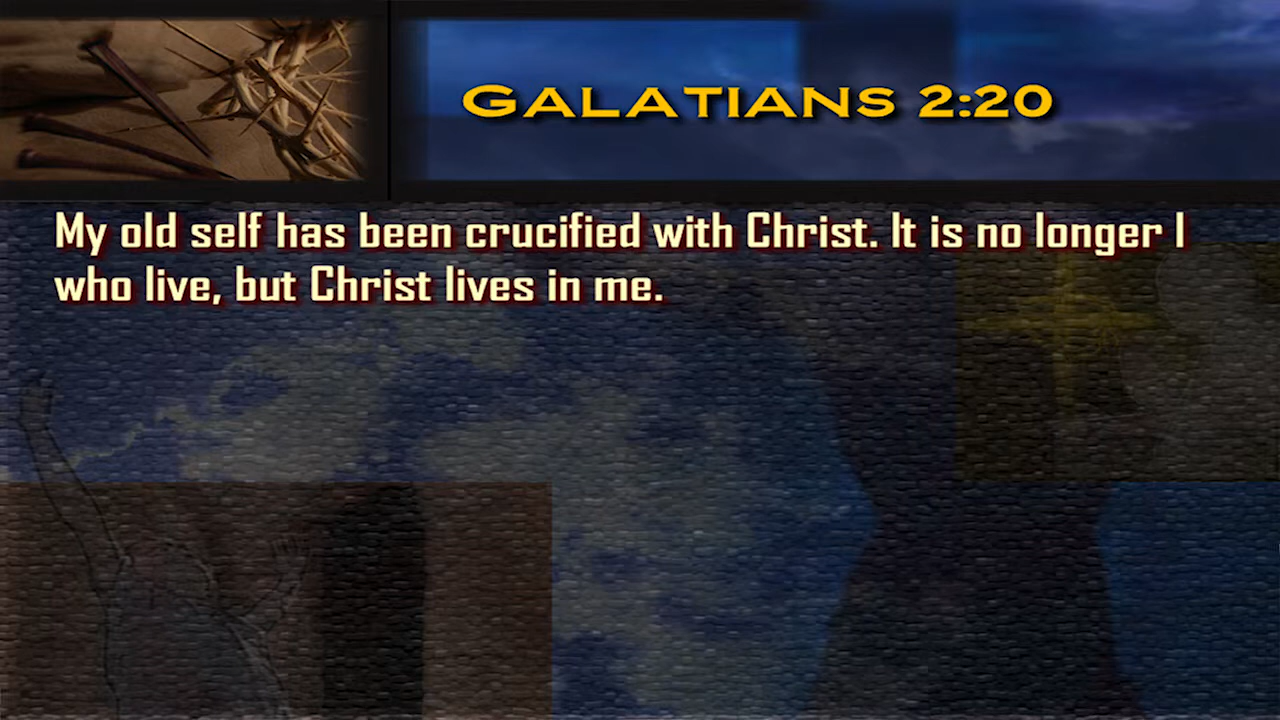 GALATIANS 2:20
My old self has been crucified with Christ. It is no longer I
who live, but Christ lives in me.